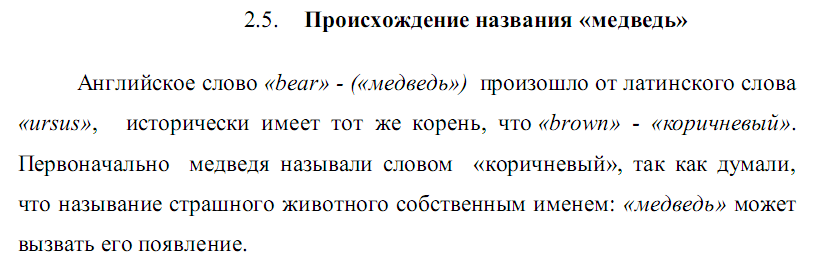 2.5. Происхождение названия «медведь»
Английское слово «bear» - («медведь») произошло от латинского слова
«ursus», исторически имеет тот же корень, что «brown» - «коричневый».
Первоначально медведя называли словом «коричневый», так как думали,
что называние страшного животного собственным именем: «медведь» может
вызвать его появление.